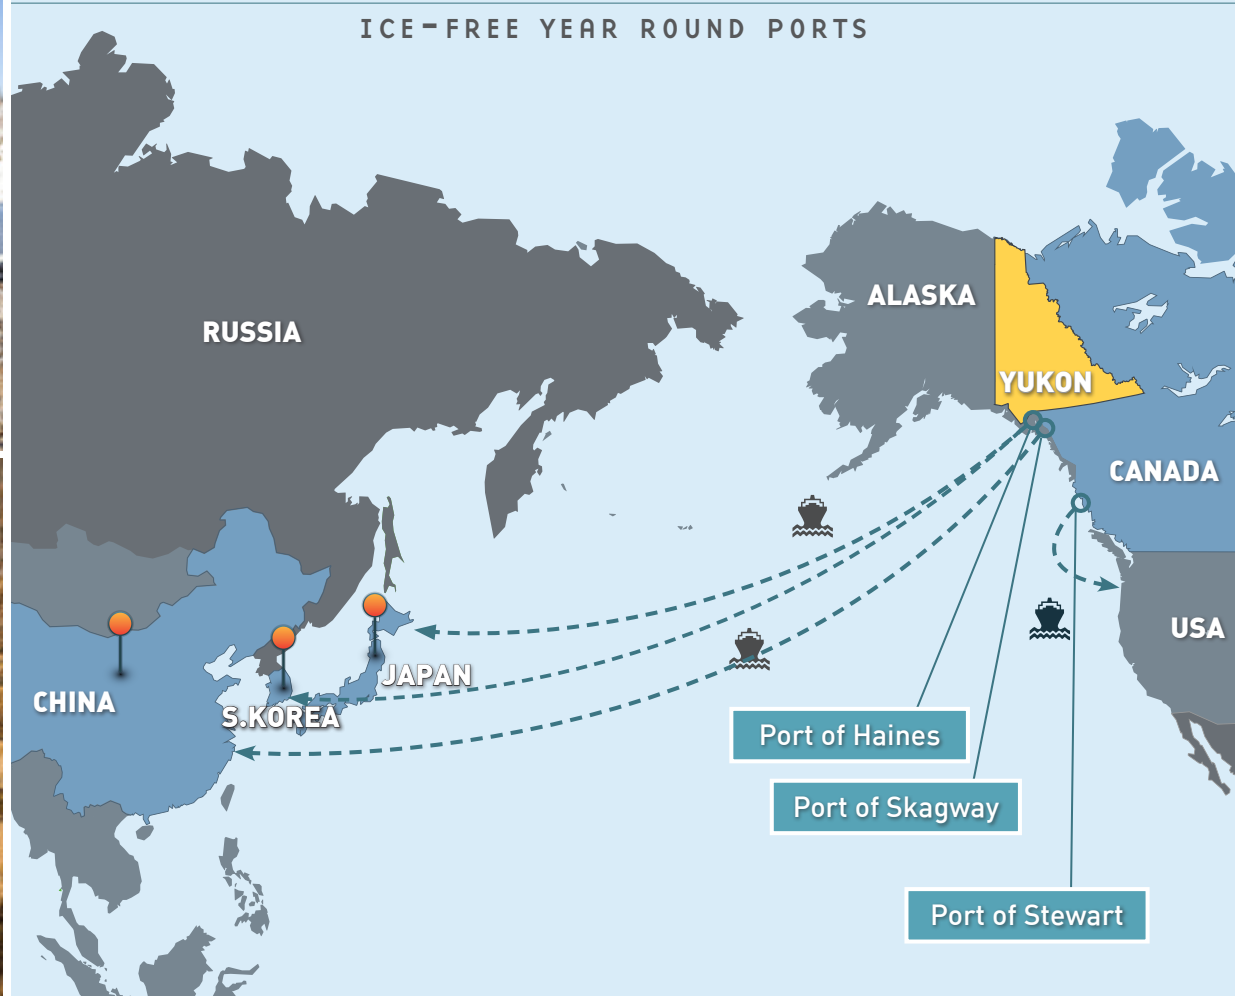 ICE-FREE YEAR ROUND PORTS
ALASKA
RUSSIA
YUKON
CANADA
USA
JAPAN
CHINA
S.KOREA
Port of Haines
Port of Skagway
Port of Stewart